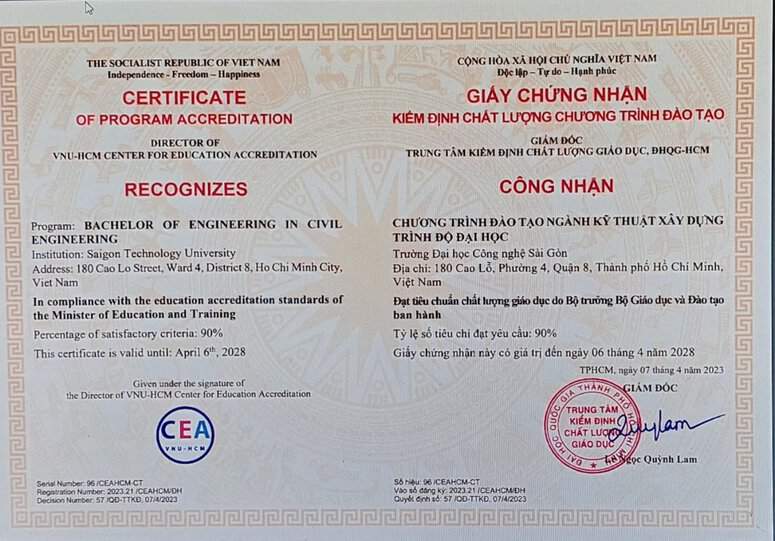 THE SOCIALIST REPUBLIC OF VIET NAM
Independence - Freedom – Happiness
CERTIFICATE
OF PROGRAM ACCREDITATION
DIRECTOR OF
VNU-HCM CENTER FOR EDUCATION ACCREDITATION
RECOGNIZES
Program: BACHELOR OF ENGINEERING IN CIVIL
ENGINEERING
Institution: Saigon Technology University
Address: 180 Cao Lo Street, Ward 4, District 8, Ho Chi Minh City,
Viet Nam
In compliance with the education accreditation standards of
the Minister of Education and Training
Percentage of satisfactory criteria: 90%
This certificate is valid until: April 6th, 2028
Given under the signature of
the Director of VNU-HCM Center for Education Accreditation
CEA
VNU-HCM
Serial Number: 96 /CEAHCM-CT
Registration Number: 2023.21 /CEAHCM/ĐH
Decision Number: 57 /QĐ-TTKĐ, 07/4/2023
CỘNG HÒA XÃ HỘI CHỦ NGHĨA VIỆT NAM
Độc lập – Tự do – Hạnh phúc
GIẤY CHỨNG NHẬN
KIỂM ĐỊNH CHẤT LƯỢNG CHƯƠNG TRÌNH ĐÀO TẠO
GIÁM ĐỐC
TRUNG TÂM KIỂM ĐỊNH CHẤT LƯỢNG GIÁO DỤC, ĐHQG-HCM
CÔNG NHẬN
CHƯƠNG TRÌNH ĐÀO TẠO NGÀNH KỸ THUẬT XÂY DỰNG
TRÌNH ĐỘ ĐẠI HỌC
Trường Đại học Công nghệ Sài Gòn
Địa chỉ: 180 Cao Lỗ, Phường 4, Quận 8, Thành phố Hồ Chí Minh,
Việt Nam
Đạt tiêu chuẩn chất lượng giáo dục do Bộ trưởng Bộ Giáo dục và Đào tạo
ban hành
Tỷ lệ số tiêu chí đạt yêu cầu: 90%
Giấy chứng nhận này có giá trị đến ngày 06 tháng 4 năm 2028
TPHCM, ngày 07 tháng 4 năm 2023
GIÁM ĐỐC
ĐẠI HỌC QUỐC GIA THÀNH PHỐ HỒ CHÍ MINH
TRUNG TÂM
KIỂM ĐỊNH
CHẤT LƯỢNG
GIÁO DỤC
Lê Ngọc Quỳnh Lam
Số hiệu: 96 /CEAHCM-CT
Vào sổ đăng ký: 2023.21 /CEAHCM/ĐH
Quyết định số: 57 /QĐ-TTKĐ, 07/4/2023